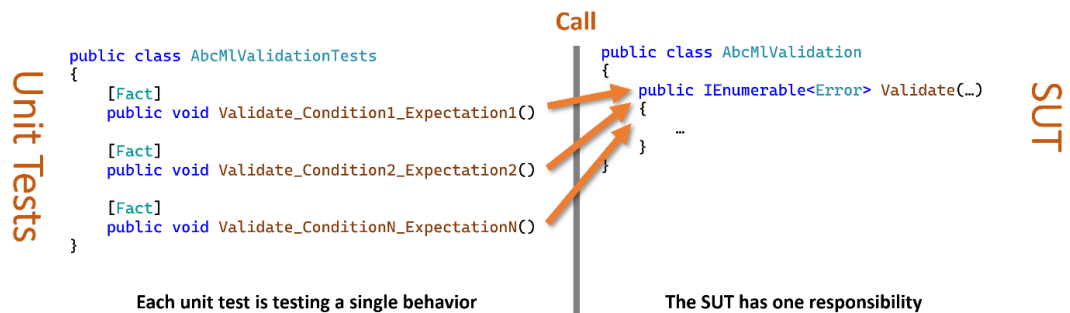 Call
Unit Tests
public class AbcMlValidationTests
{
[Fact]
public void Validate_Condition1_Expectation1()
[Fact]
public void Validate_Condition2_Expectation2()
[Fact]
public void Validate_ConditionN_ExpectationN()
}
Each unit test is testing a single behavior
public class AbcMlValidation
{
public IEnumerable<Error> Validate(…)
{
…
}
}
SUT
The SUT has one responsibility